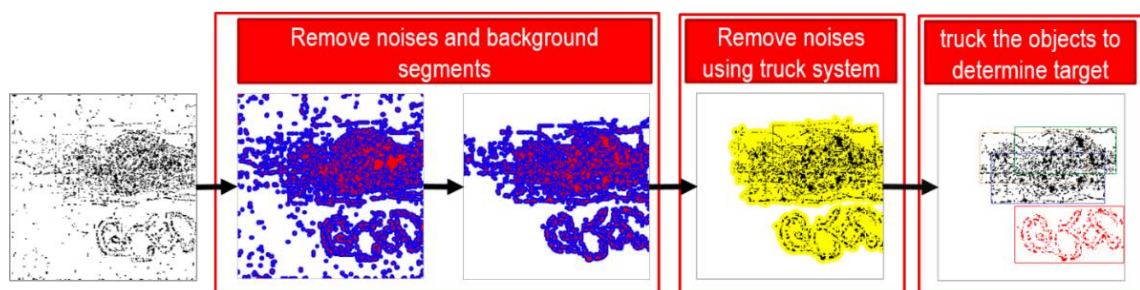 Remove noises and background
segments
Remove noises
using truck system
truck the objects to
determine target